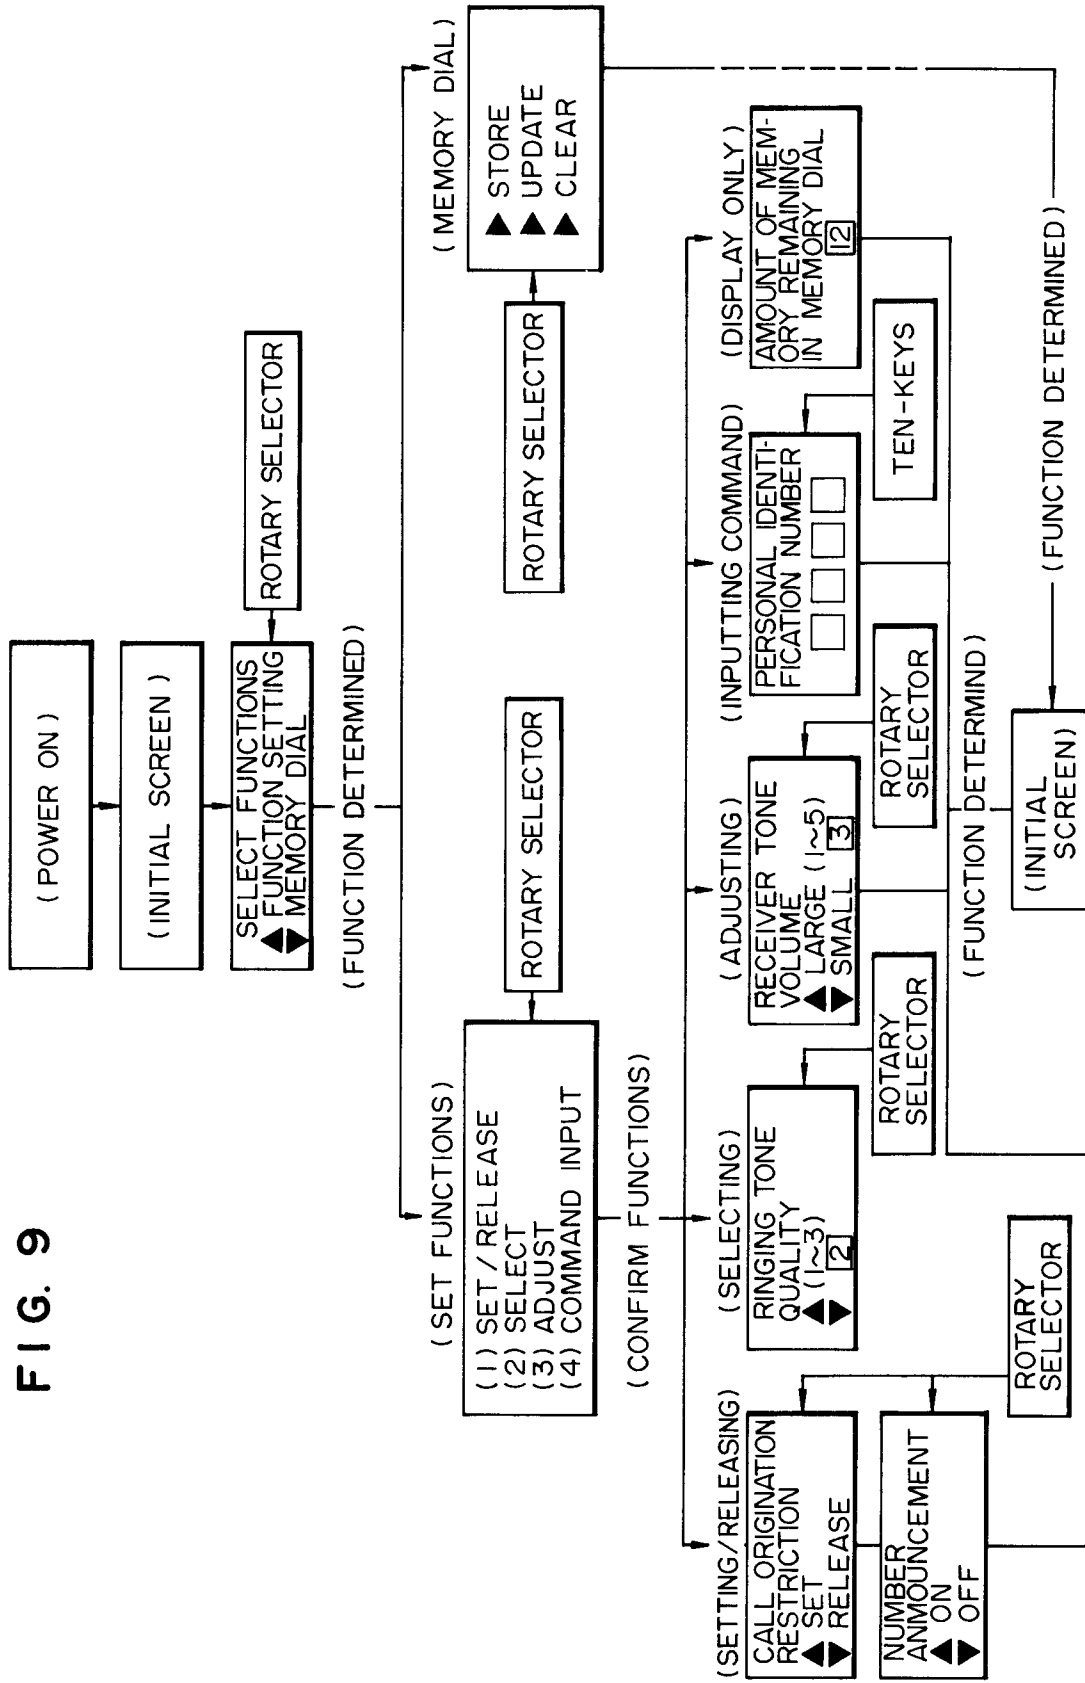 FIG. 9
(POWER ON)
(INITIAL SCREEN)
SELECT FUNCTIONS
▲ FUNCTION SETTING
▼ MEMORY DIAL
ROTARY SELECTOR
(FUNCTION DETERMINED)
(SET FUNCTIONS)
(1) SET/RELEASE
(2) SELECT
(3) ADJUST
(4) COMMAND INPUT
ROTARY SELECTOR
(MEMORY DIAL)
▲ STORE
▲ UPDATE
▲ CLEAR
ROTARY SELECTOR
(CONFIRM FUNCTIONS)
(SETTING/RELEASING)
CALL ORIGINATION
RESTRICTION
▲ SET
▼ RELEASE
NUMBER
ANMOUNCEMENT
▲ ON
▼ OFF
ROTARY
SELECTOR
(SELECTING)
RINGING TONE
QUALITY
▲ (1~3)
▼ 2
ROTARY
SELECTOR
(ADJUSTING)
RECEIVER TONE
VOLUME
▲ LARGE (1~5)
▼ SMALL 3
ROTARY
SELECTOR
(INPUTTING COMMAND)
PERSONAL IDENTI-
FICATION NUMBER
TEN-KEYS
(DISPLAY ONLY)
AMOUNT OF MEM-
ORY REMAINING
IN MEMORY DIAL
12
(FUNCTION DETERMIND)
(FUNCTION DETERMINED)
(INITIAL
SCREEN)